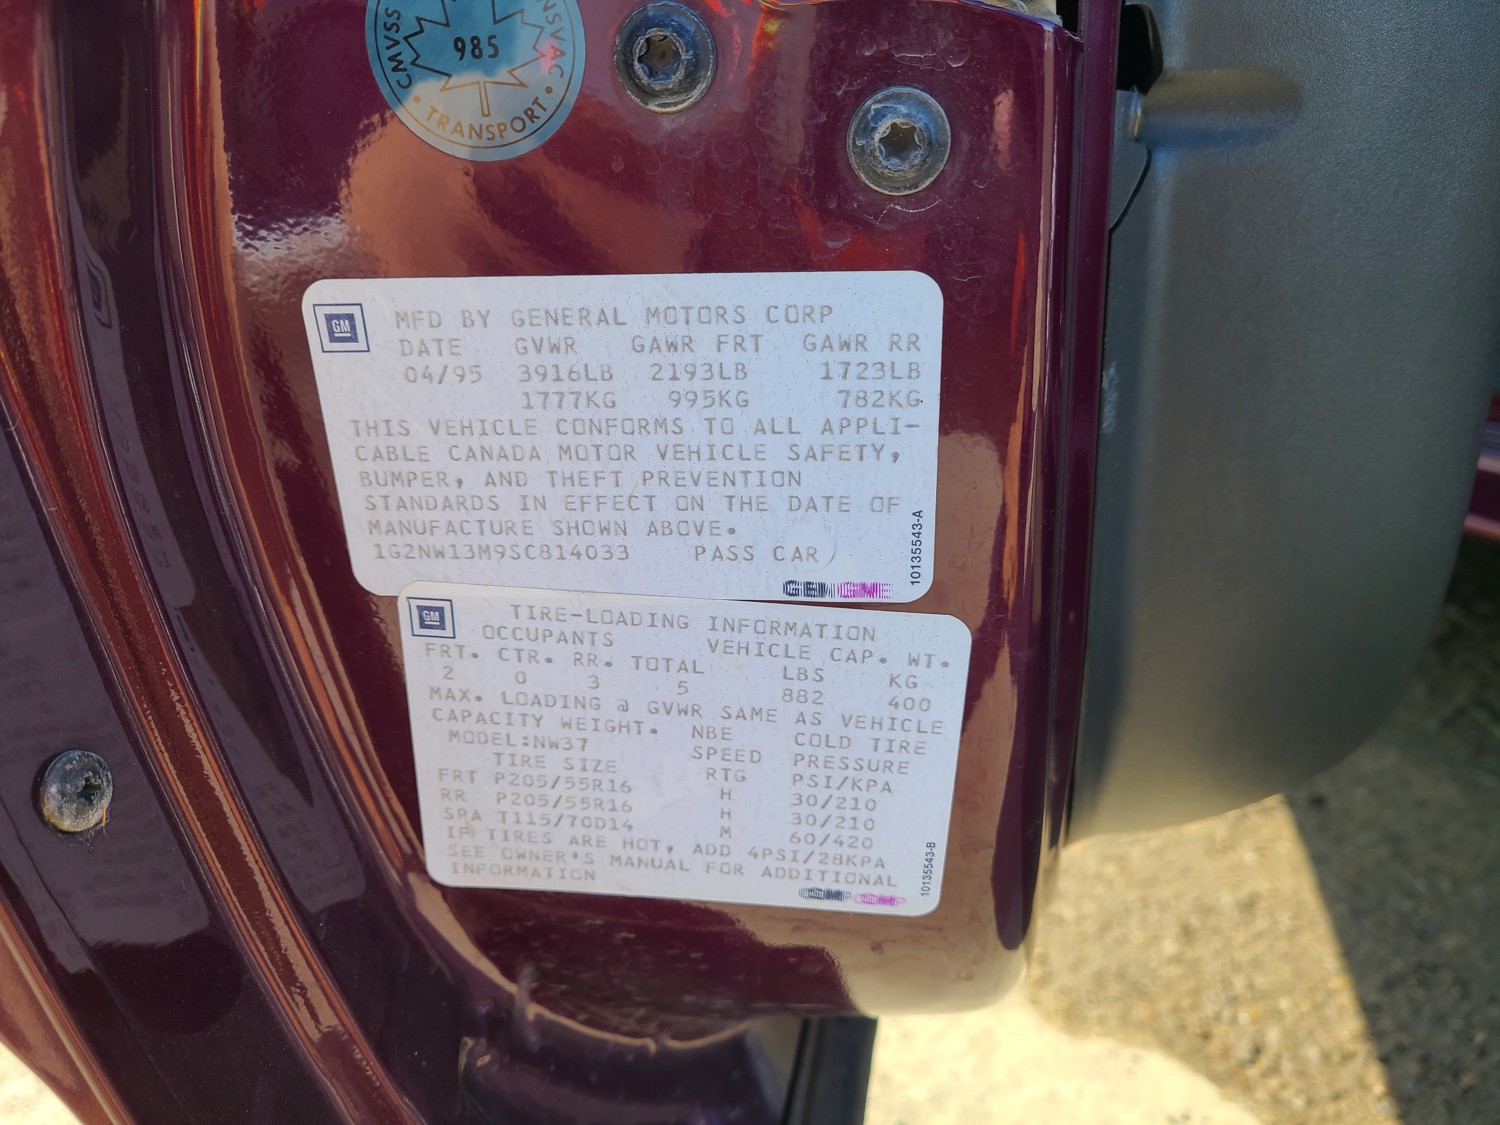 CMVSS
NSVAC
985
• TRANSPORT •
GM
MFD BY GENERAL MOTORS CORP
DATE GVWR GAWR FRT GAWR RR
04/95 3916LB 2193LB 1723LB
1777KG 995KG 782KG
THIS VEHICLE CONFORMS TO ALL APPLI-
CABLE CANADA MOTOR VEHICLE SAFETY,
BUMPER, AND THEFT PREVENTION
STANDARDS IN EFFECT ON THE DATE OF
MANUFACTURE SHOWN ABOVE.
1G2NW13M9SC814033 PASS CAR
10135543-A
GM
TIRE-LOADING INFORMATION
OCCUPANTS VEHICLE CAP. WT.
FRT. CTR. RR. TOTAL LBS KG
2 0 3 5 882 400
MAX. LOADING @ GVWR SAME AS VEHICLE
CAPACITY WEIGHT. NBE COLD TIRE
MODEL:NW37 SPEED PRESSURE
TIRE SIZE RTG PSI/KPA
FRT P205/55R16 H 30/210
RR P205/55R16 H 30/210
SPA T115/70D14 M 60/420
IF TIRES ARE HOT, ADD 4PSI/28KPA
SEE OWNER'S MANUAL FOR ADDITIONAL
INFORMATION
10135543-B